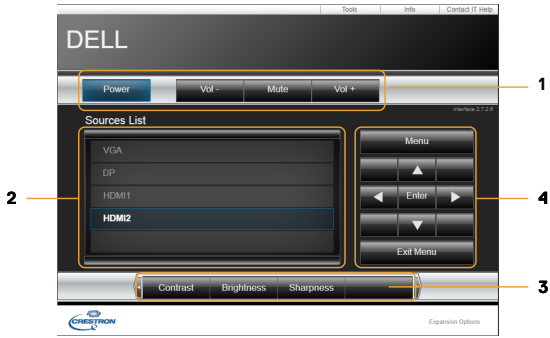 Tools Info Contact IT Help
DELL
1
Power Vol - Mute Vol +
Interface 2.7.2.6
Sources List
Menu
VGA
DP
2
HDMI1
Enter
4
HDMI2
Exit Menu
Contrast Brightness Sharpness
3
CRESTRON
Expansion Options